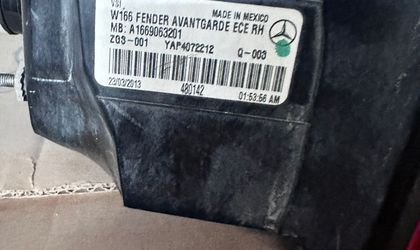 VSI MADE IN MEXICO
W166 FENDER AVANTGARDE ECE RH
MB: A1669063201
ZGS-001 YAP4072212 Q-003
22/03/2013 480142 01:53:56 AM